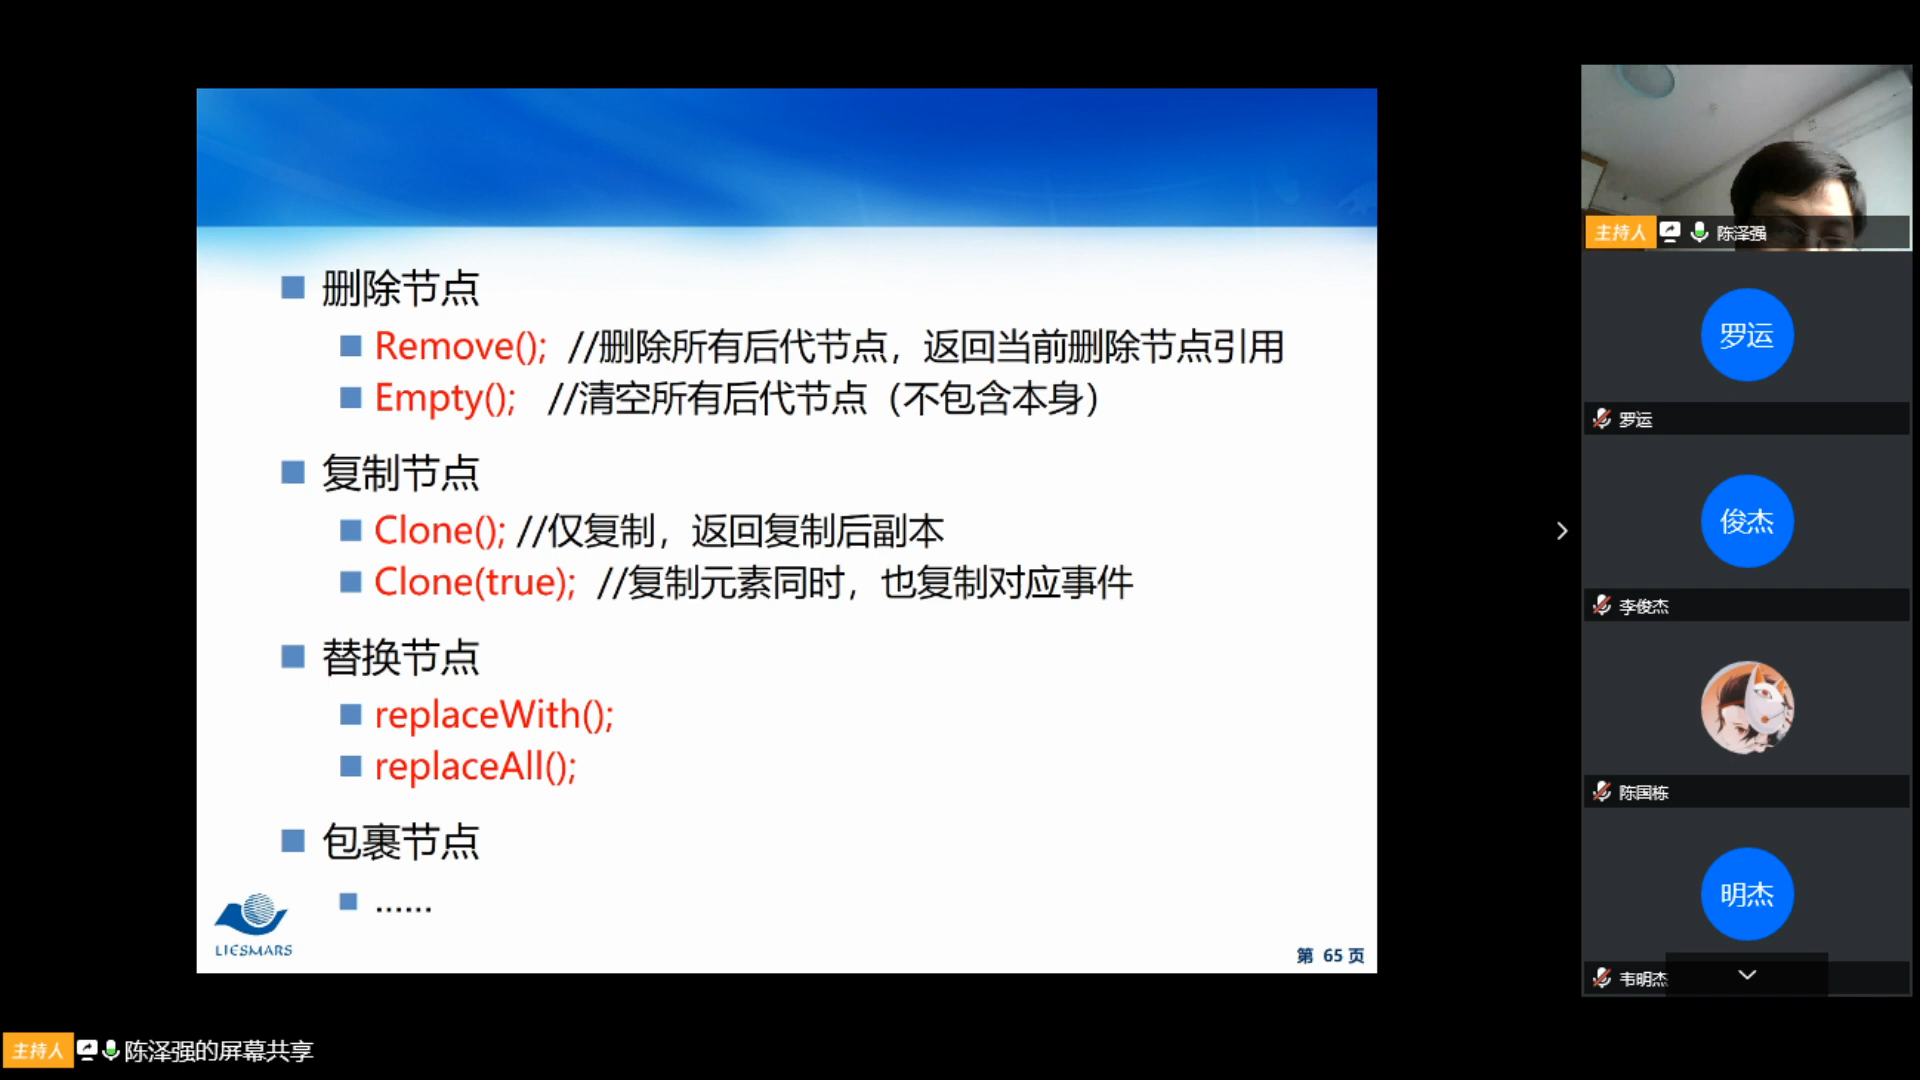 删除节点
Remove(); //删除所有后代节点，返回当前删除节点引用
Empty(); //清空所有后代节点（不包含本身）
复制节点
Clone(); //仅复制，返回复制后副本
Clone(true); //复制元素同时，也复制对应事件
替换节点
replaceWith();
replaceAll();
包裹节点
……
LIESMARS
第 65 页
主持人 陈泽强
罗运
罗运
俊杰
李俊杰
陈国栋
明杰
韦明杰
主持人 陈泽强的屏幕共享